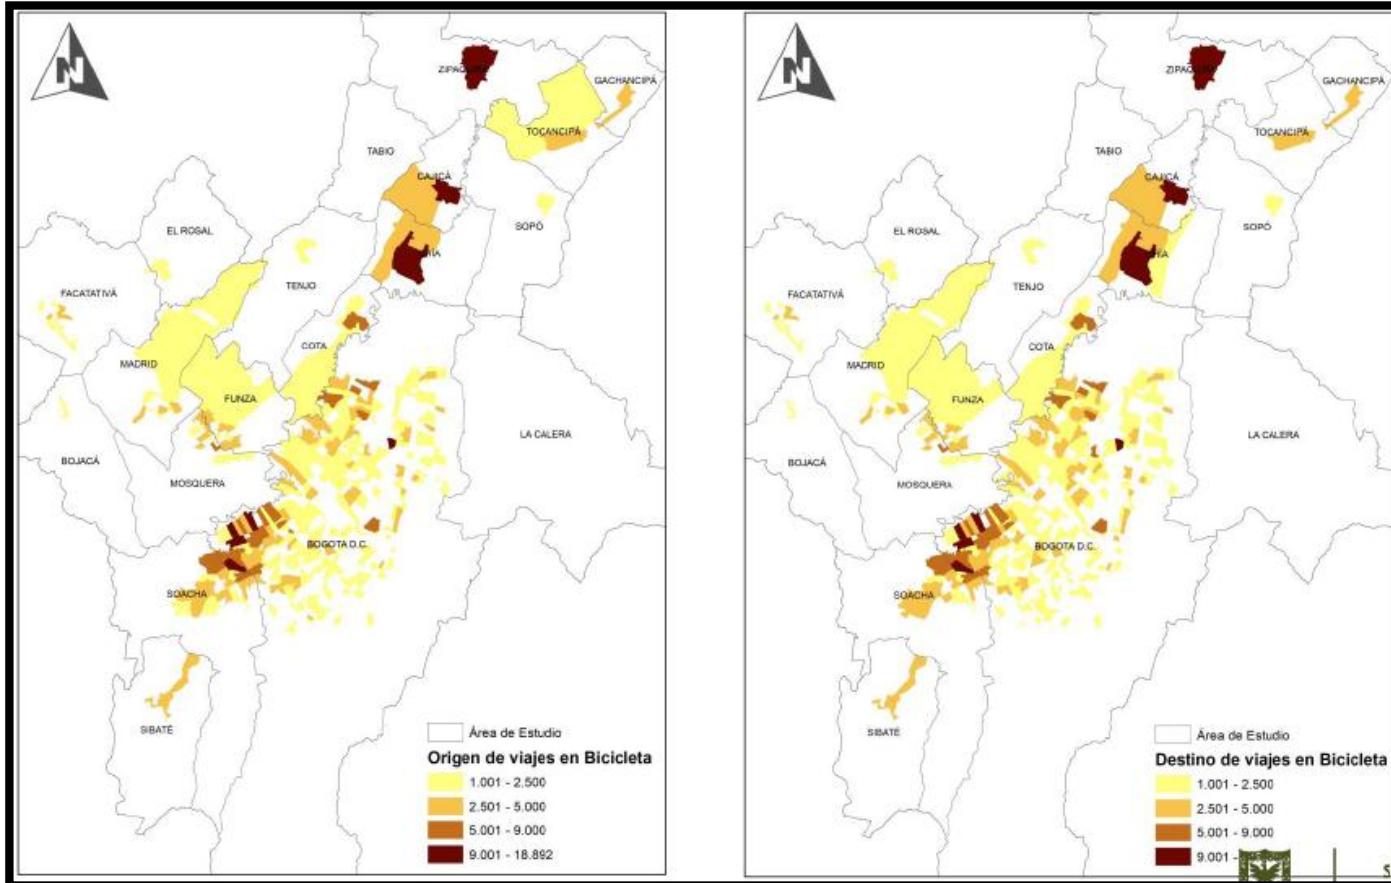 N
ZIPAQUIRÁ
GACHANCIPÁ
TOCANCIPÁ
TABIO
CAJICÁ
SOPÓ
EL ROSAL
TENJO
FACATATIVÁ
COTA
MADRID
FUNZA
LA CALERA
BOJACÁ
MOSQUERA
BOGOTA D.C.
SOACHA
SIBATÉ
Área de Estudio
Origen de viajes en Bicicleta
1.001 - 2.500
2.501 - 5.000
5.001 - 9.000
9.001 - 18.892
N
GACHANCIPÁ
TOCANCIPÁ
TABIO
CAJICÁ
SOPÓ
EL ROSAL
TENJO
FACATATIVÁ
COTA
MADRID
FUNZA
LA CALERA
BOJACÁ
MOSQUERA
BOGOTA D.C.
SOACHA
SIBATÉ
Área de Estudio
Destino de viajes en Bicicleta
1.001 - 2.500
2.501 - 5.000
5.001 - 9.000
9.001 -